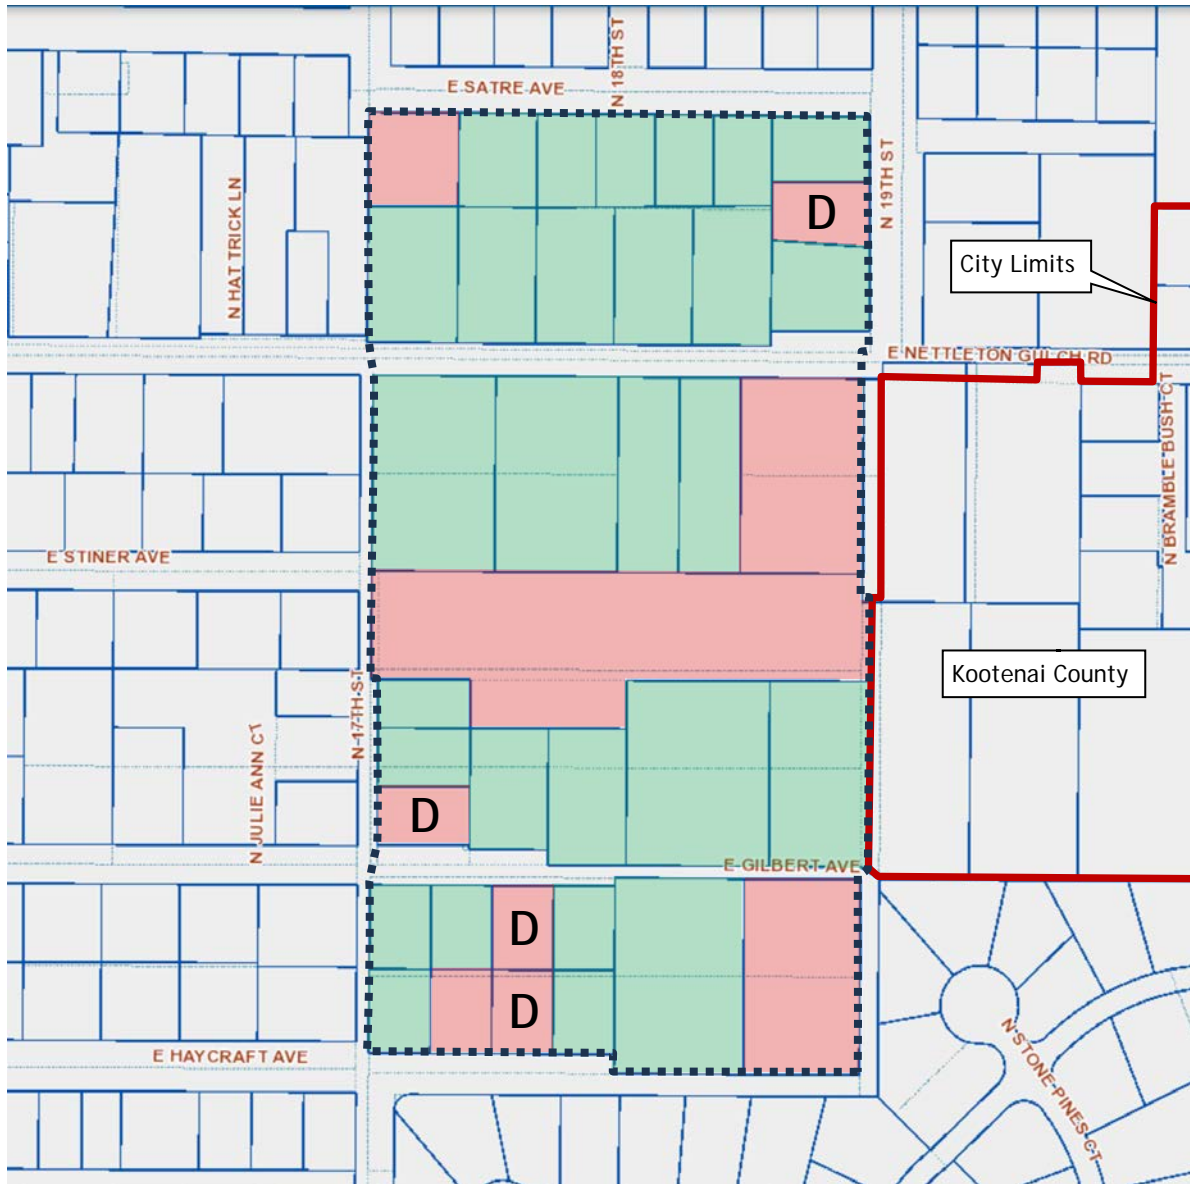 E SATRE AVE
N 18TH ST
N 19TH ST
N HAT TRICK LN
D
City Limits
E NETTLETON GULCH RD
N BRAMBLE BUSH CT
E STINER AVE
Kootenai County
N 17TH ST
N JULIE ANN CT
D
E GILBERT AVE
D
D
E HAYCRAFT AVE
N STONE PINES CT